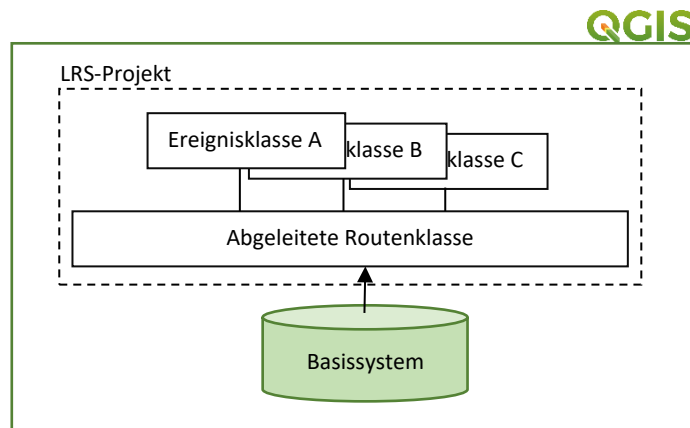 QGIS
LRS-Projekt
Ereignisklasse A
klasse B
klasse C
Abgeleitete Routenklasse
Basissystem